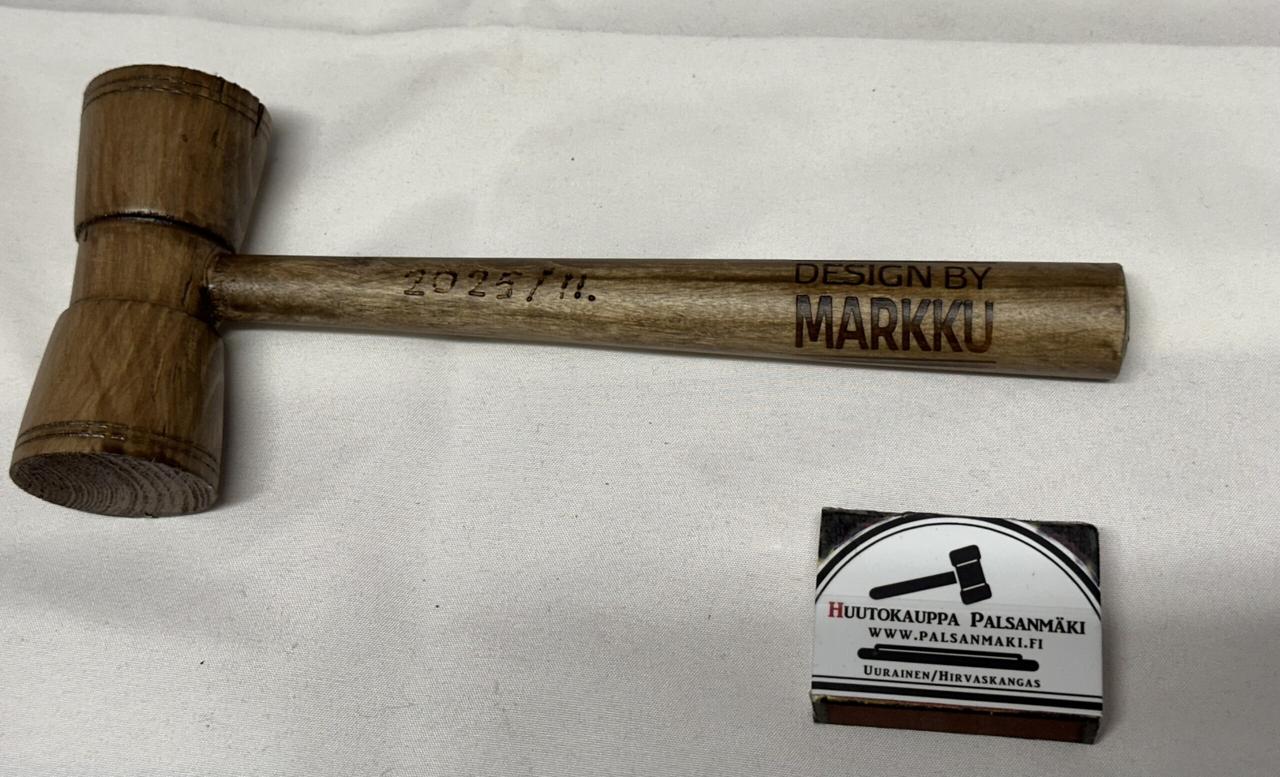 2025/11.
DESIGN BY
MARKKU
HUUTOKAUPPA PALSANMÄKI
WWW.PALSANMAKI.FI
UURAINEN/HIRVASKANGAS